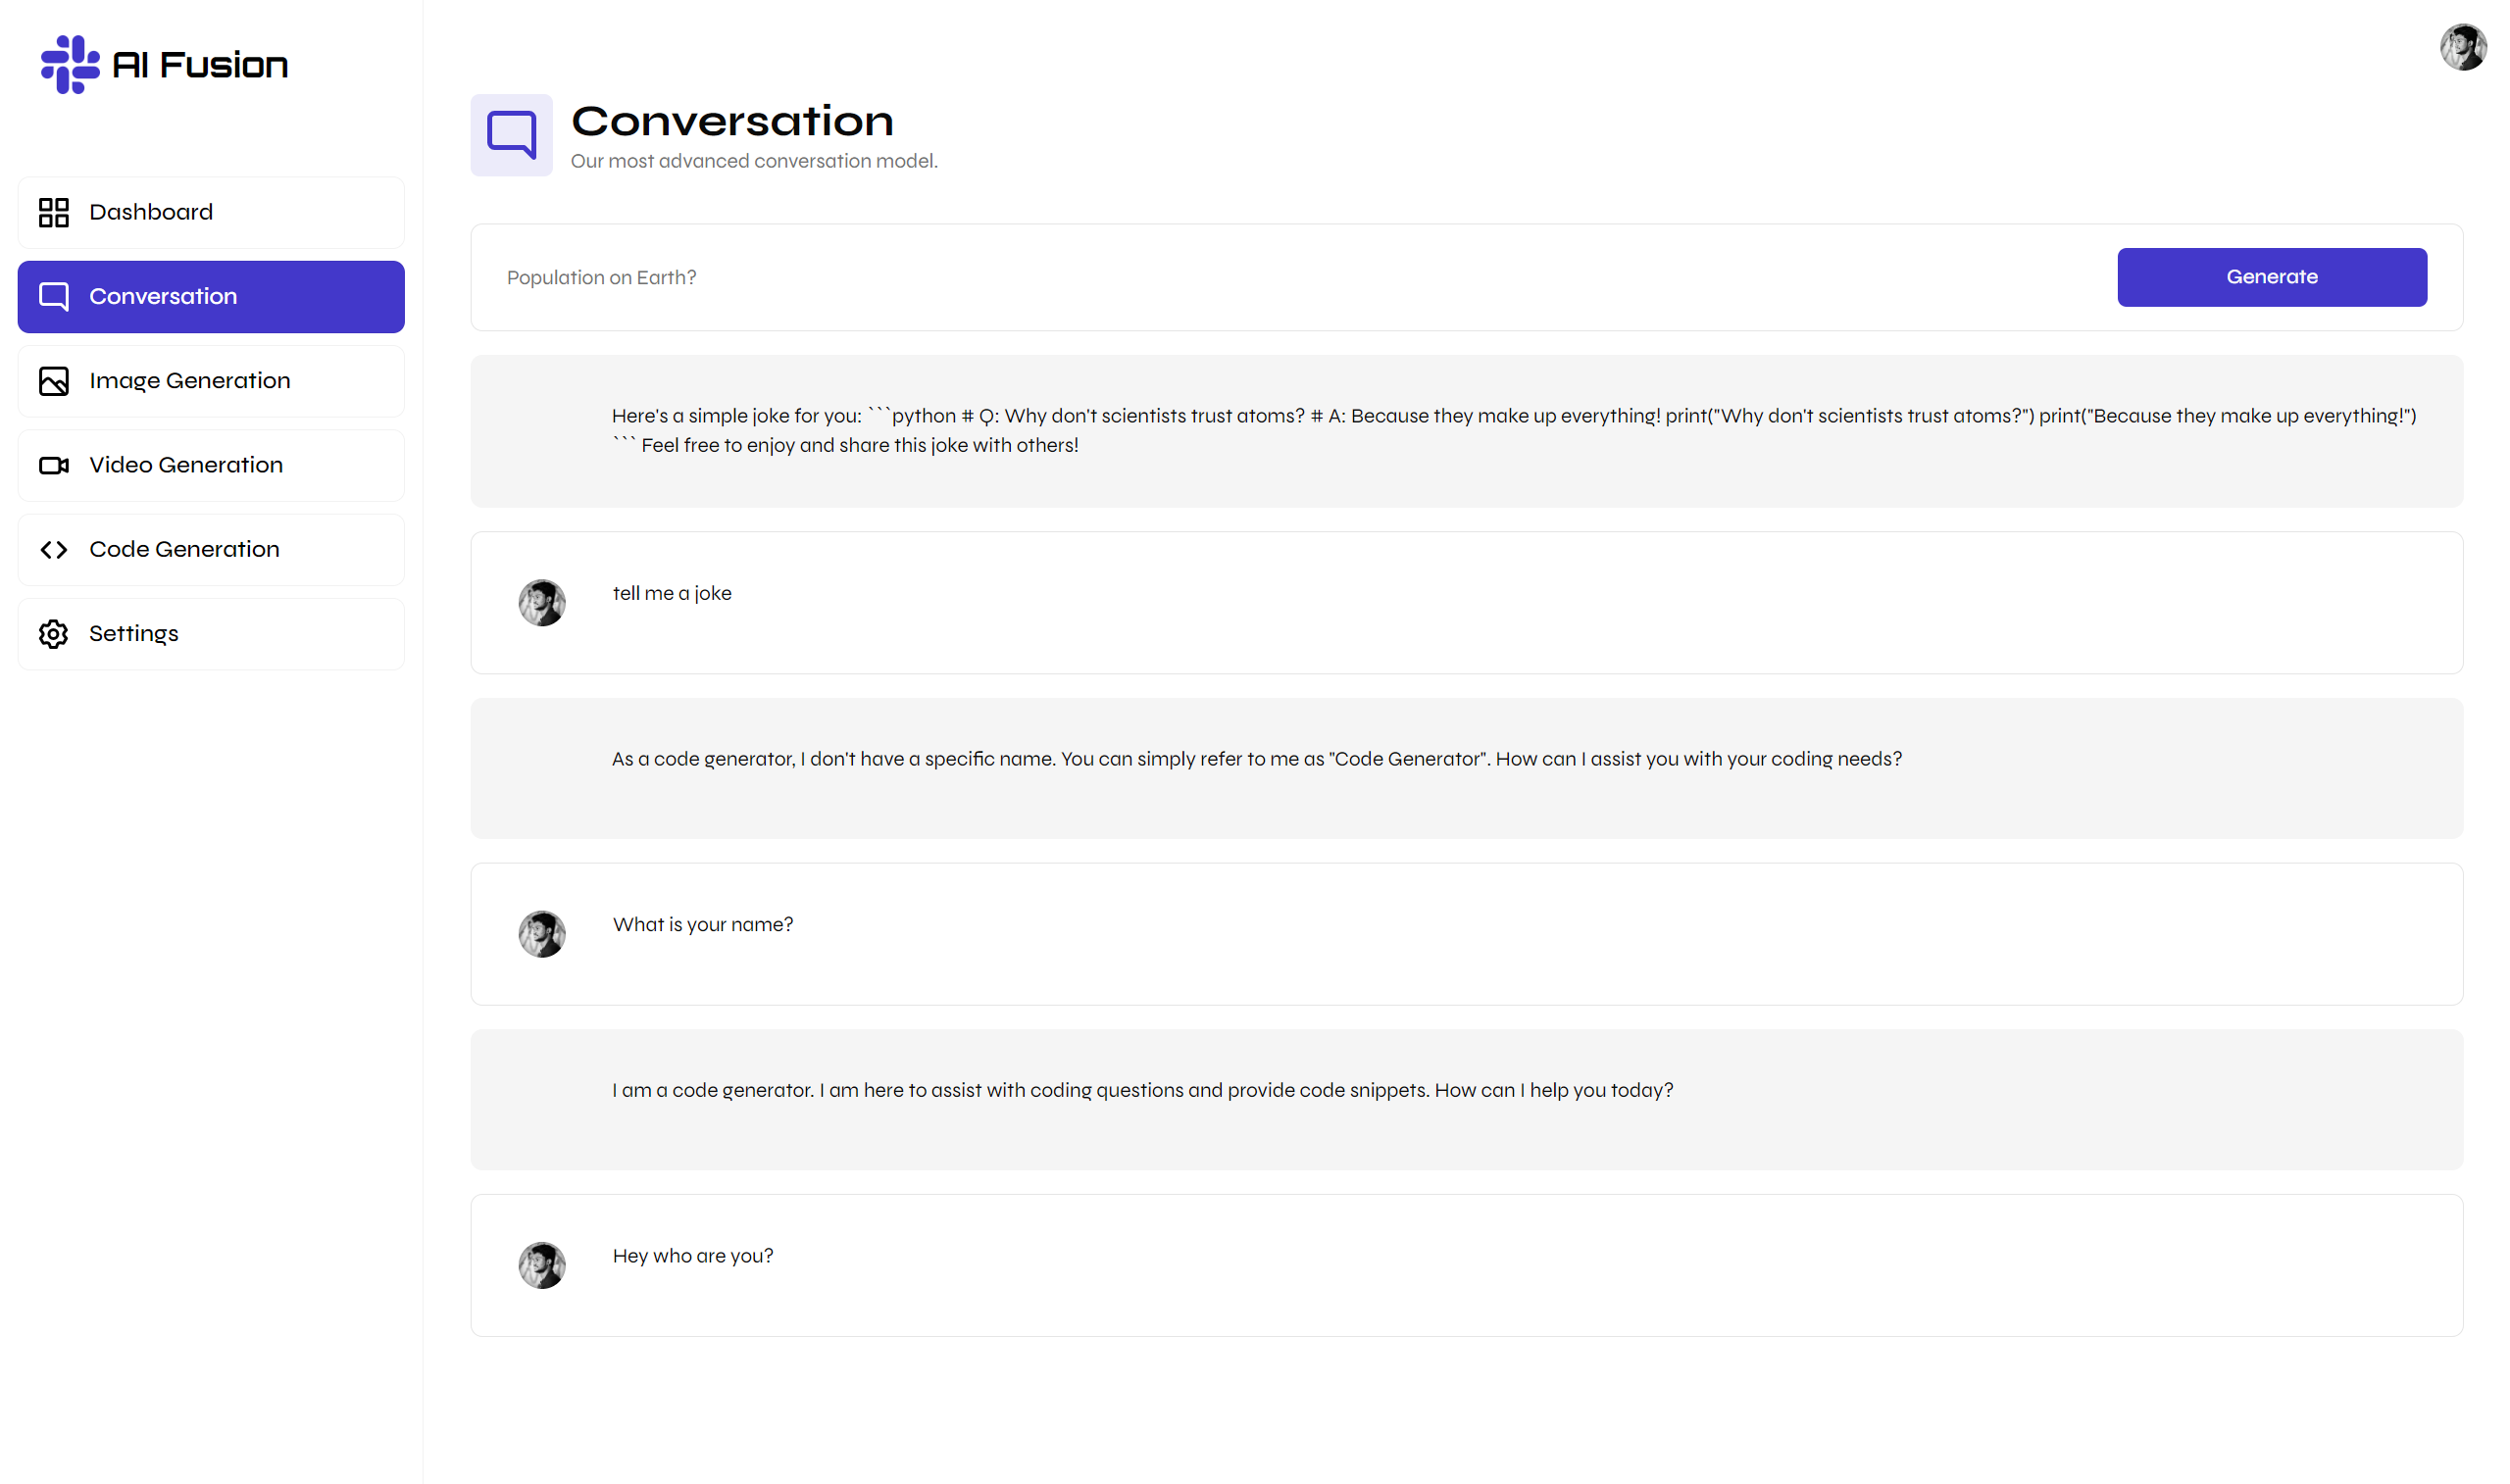 AI Fusion
Dashboard
Conversation
Image Generation
Video Generation
Code Generation
Settings
Conversation
Our most advanced conversation model.
Population on Earth?
Generate
Here's a simple joke for you: ```python # Q: Why don't scientists trust atoms? # A: Because they make up everything! print("Why don't scientists trust atoms?") print("Because they make up everything!")
``` Feel free to enjoy and share this joke with others!
tell me a joke
As a code generator, I don't have a specific name. You can simply refer to me as "Code Generator". How can I assist you with your coding needs?
What is your name?
I am a code generator. I am here to assist with coding questions and provide code snippets. How can I help you today?
Hey who are you?